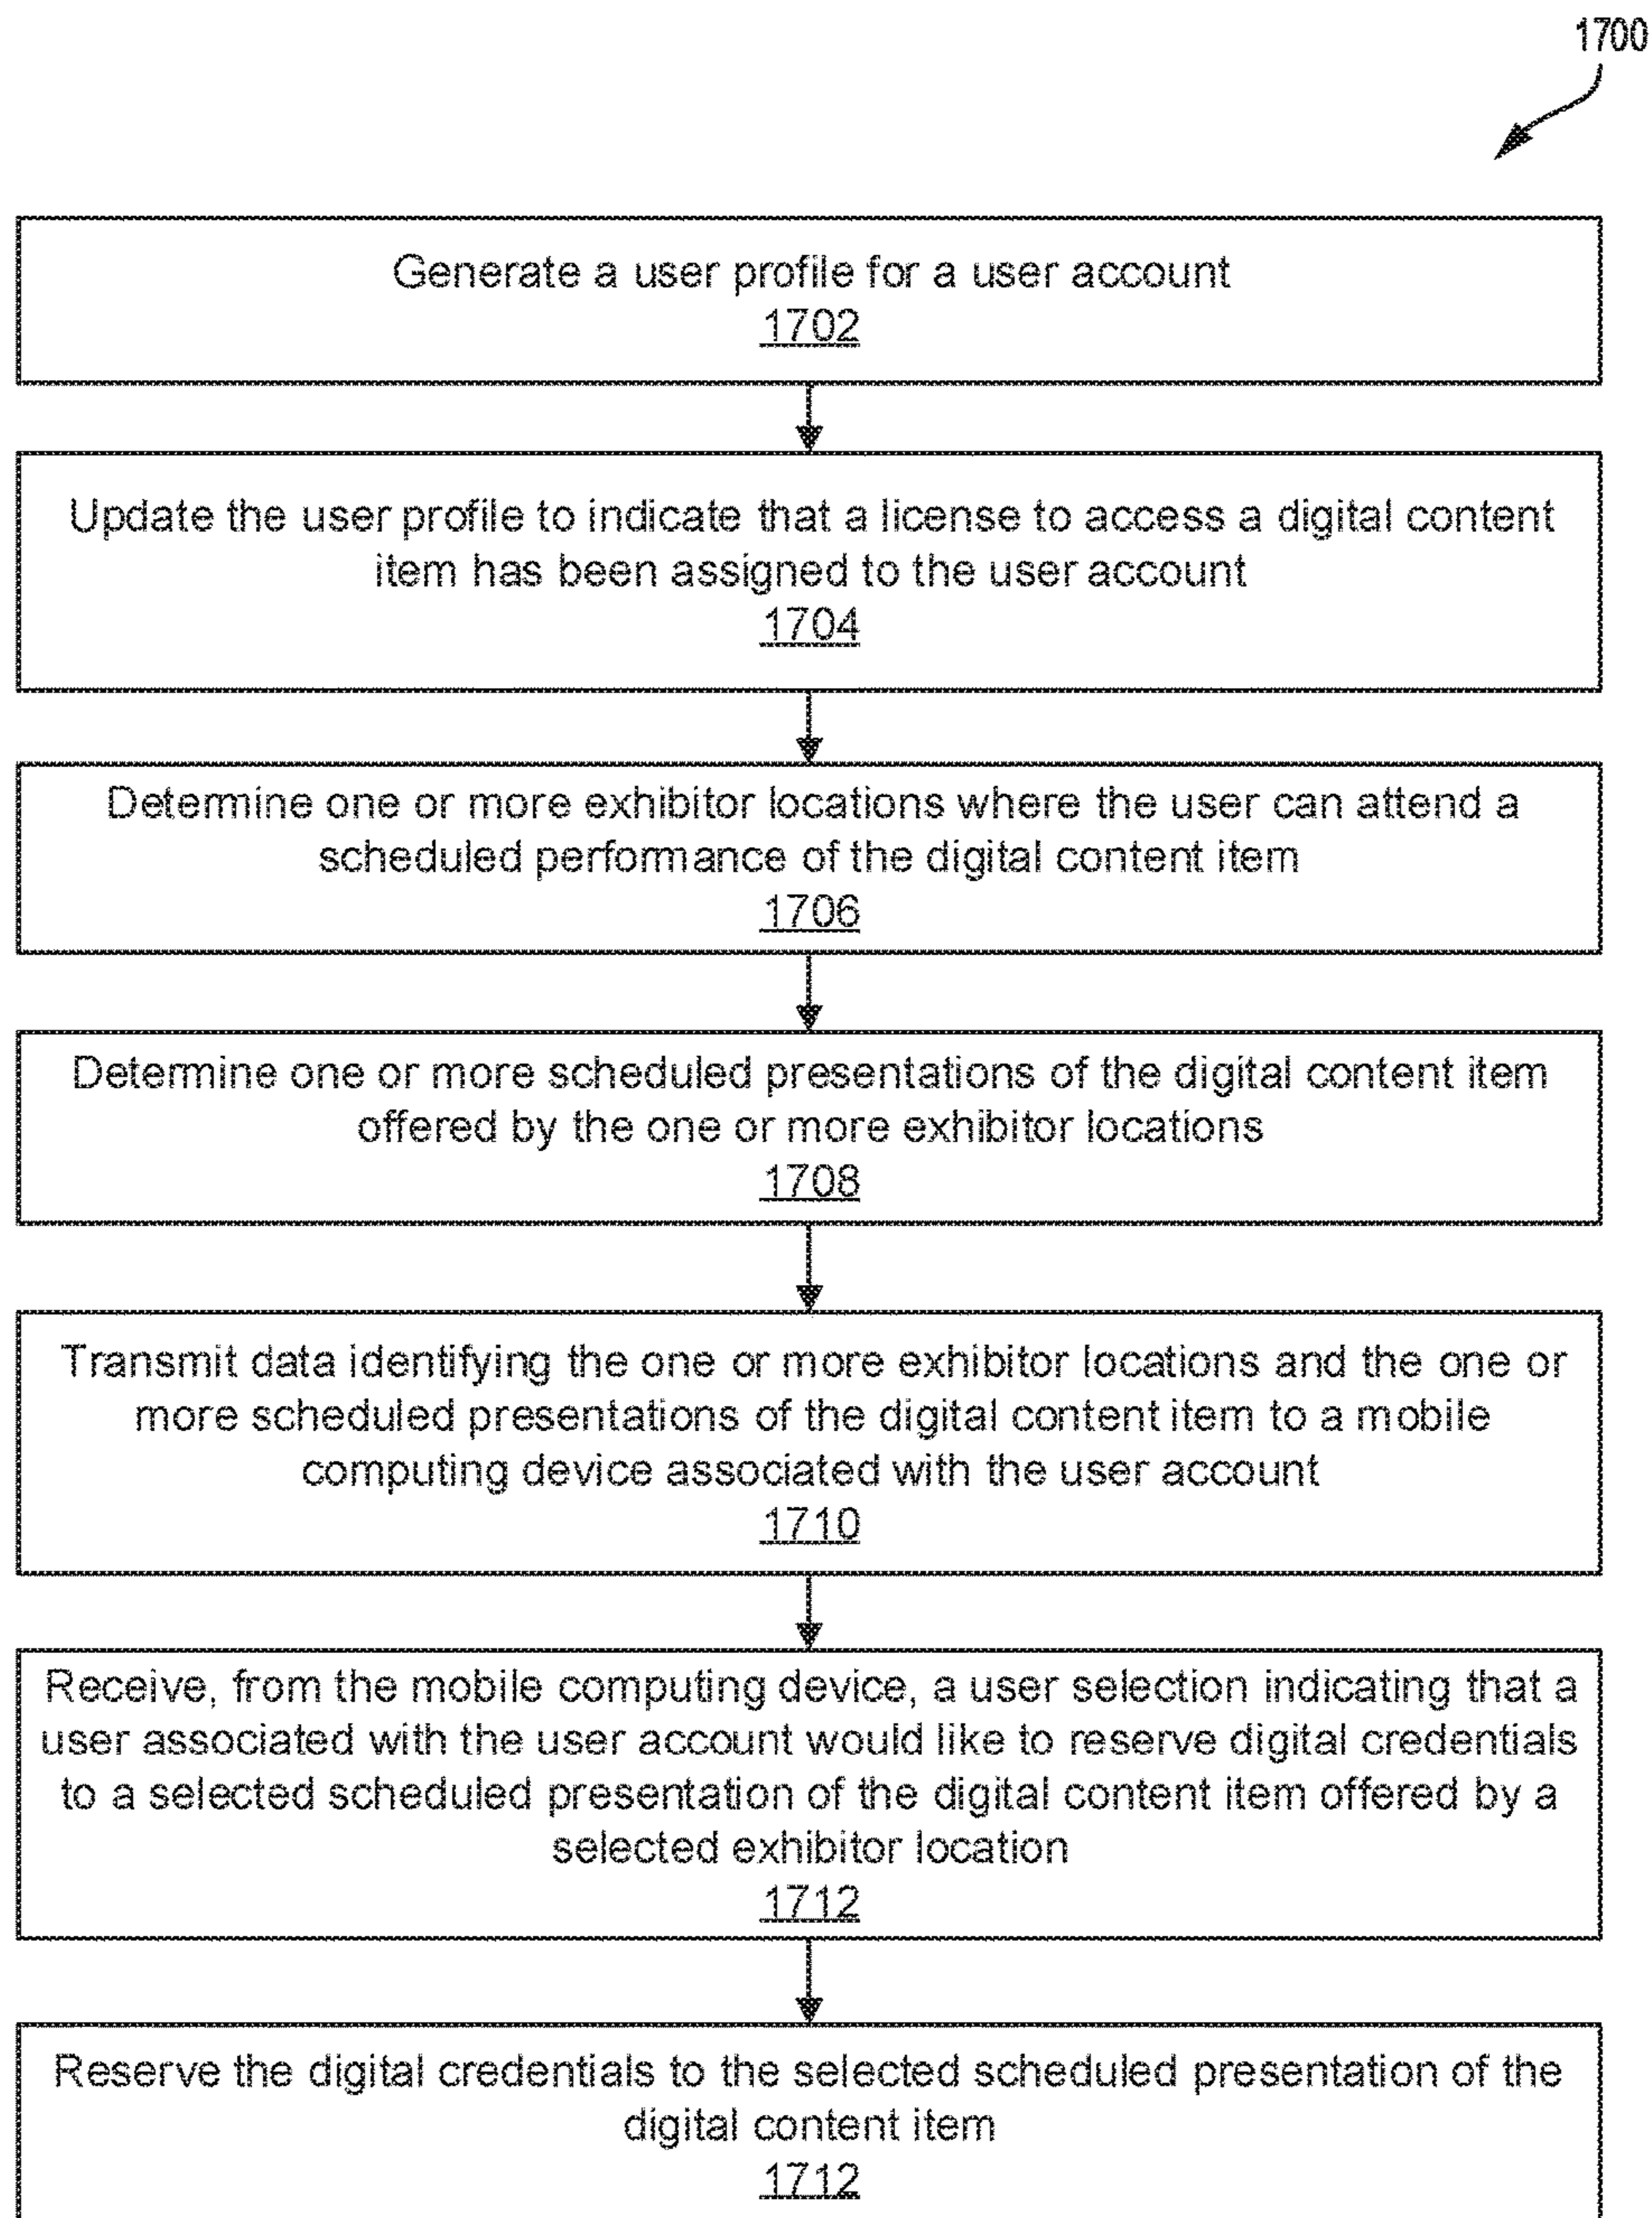 1700
Generate a user profile for a user account
1702
Update the user profile to indicate that a license to access a digital content
item has been assigned to the user account
1704
Determine one or more exhibitor locations where the user can attend a
scheduled performance of the digital content item
1706
Determine one or more scheduled presentations of the digital content item
offered by the one or more exhibitor locations
1708
Transmit data identifying the one or more exhibitor locations and the one or
more scheduled presentations of the digital content item to a mobile
computing device associated with the user account
1710
Receive, from the mobile computing device, a user selection indicating that a
user associated with the user account would like to reserve digital credentials
to a selected scheduled presentation of the digital content item offered by a
selected exhibitor location
1712
Reserve the digital credentials to the selected scheduled presentation of the
digital content item
1712